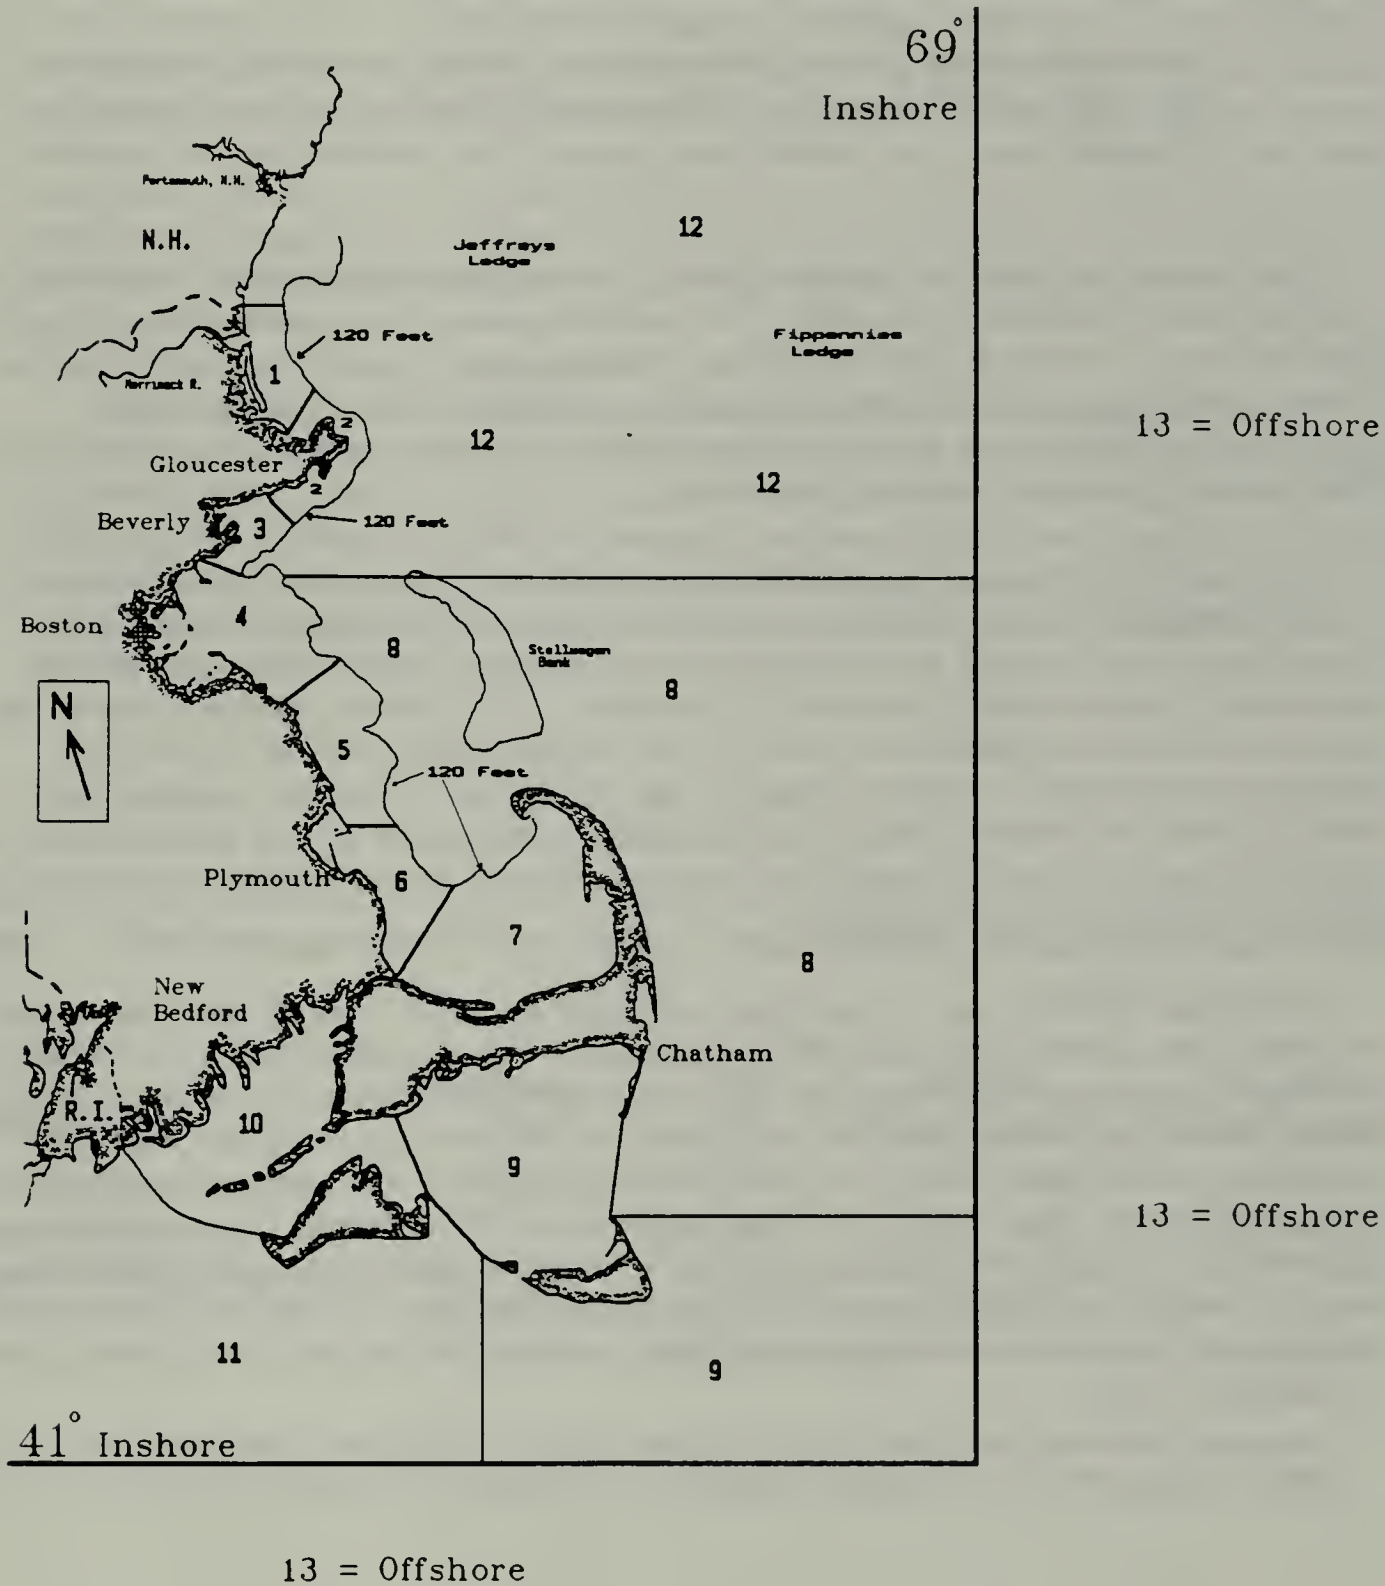 69°
Inshore
Portsmouth, N.H.
12
N.H.
Jeffreys
Ledge
120 Feet
Fippennies
Ledge
1
Merrimack R.
2
13 = Offshore
12
Gloucester
12
2
Beverly
3
120 Feet
4
Boston
8
Stellwagen
Bank
8
N
5
120 Feet
Plymouth
6
7
8
New
Bedford
Chatham
R.I.
10
9
13 = Offshore
11
9
41° Inshore
13 = Offshore